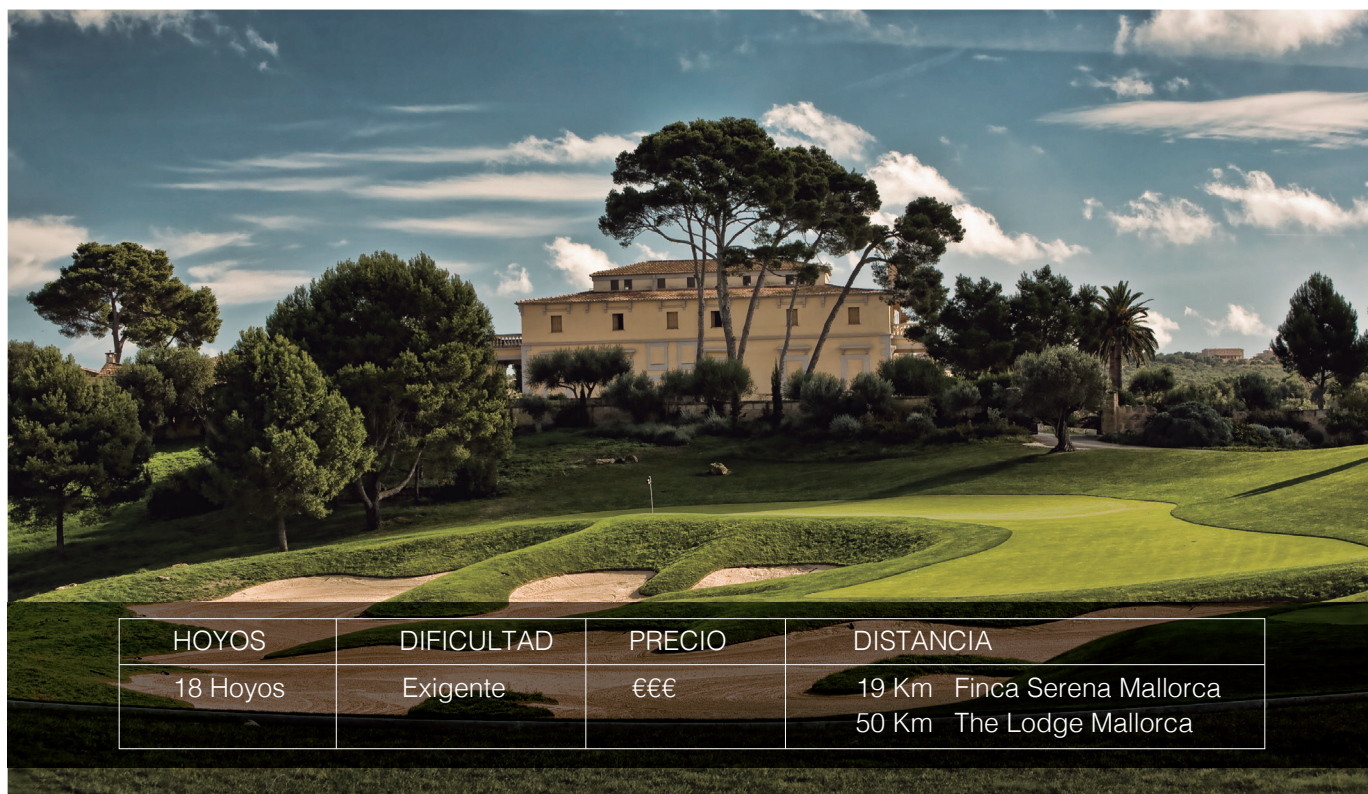 HOYOS DIFICULTAD PRECIO DISTANCIA
18 Hoyos Exigente €€€ 19 Km Finca Serena Mallorca
50 Km The Lodge Mallorca